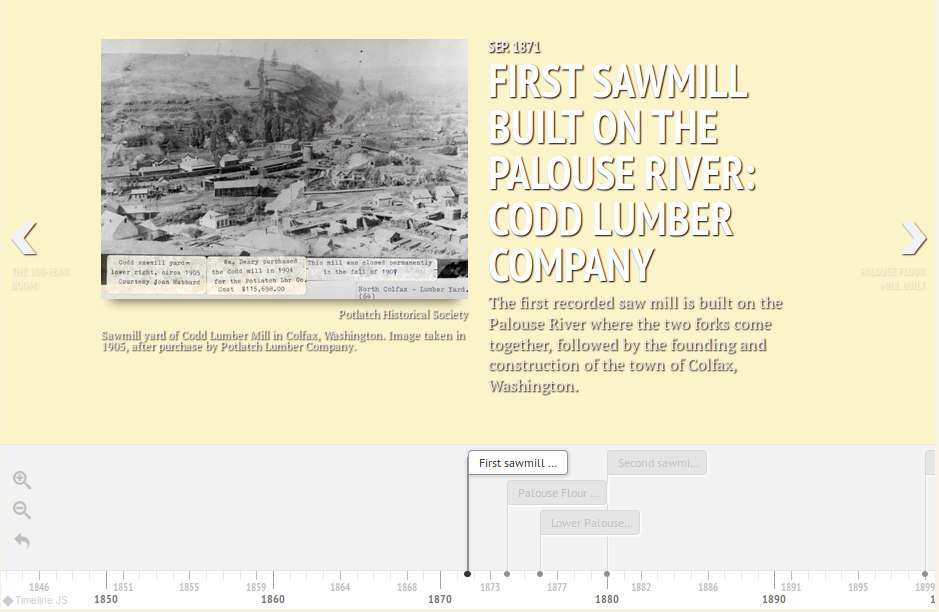 SEP. 1871
FIRST SAWMILL
BUILT ON THE
PALOUSE RIVER:
CODD LUMBER
COMPANY
The first recorded saw mill is built on the
Palouse River where the two forks come
together, followed by the founding and
construction of the town of Colfax,
Washington.
Codd sawmill yard-
lower right, circa 1905
Courtesy Joan Hubbard
Wm. Deary purchased
the Codd mill in 1904
for the Potlatch Lbr Co.
Cost $115,698.00
This mill was closed permanently
in the fall of 1909
North Colfax - Lumber Yard.
(64)
Potlatch Historical Society
Sawmill yard of Codd Lumber Mill in Colfax, Washington. Image taken in
1905, after purchase by Potlatch Lumber Company.
THE 100-YEAR
BOOM:
PALOUSE FLOUR
MILL BUILT
First sawmill ...
Second sawmi...
Palouse Flour ...
Lower Palouse...
1846 1851 1855 1859 1864 1868 1873 1877 1882 1886 1891 1895 1899
Timeline JS
1850 1860 1870 1880 1890 1